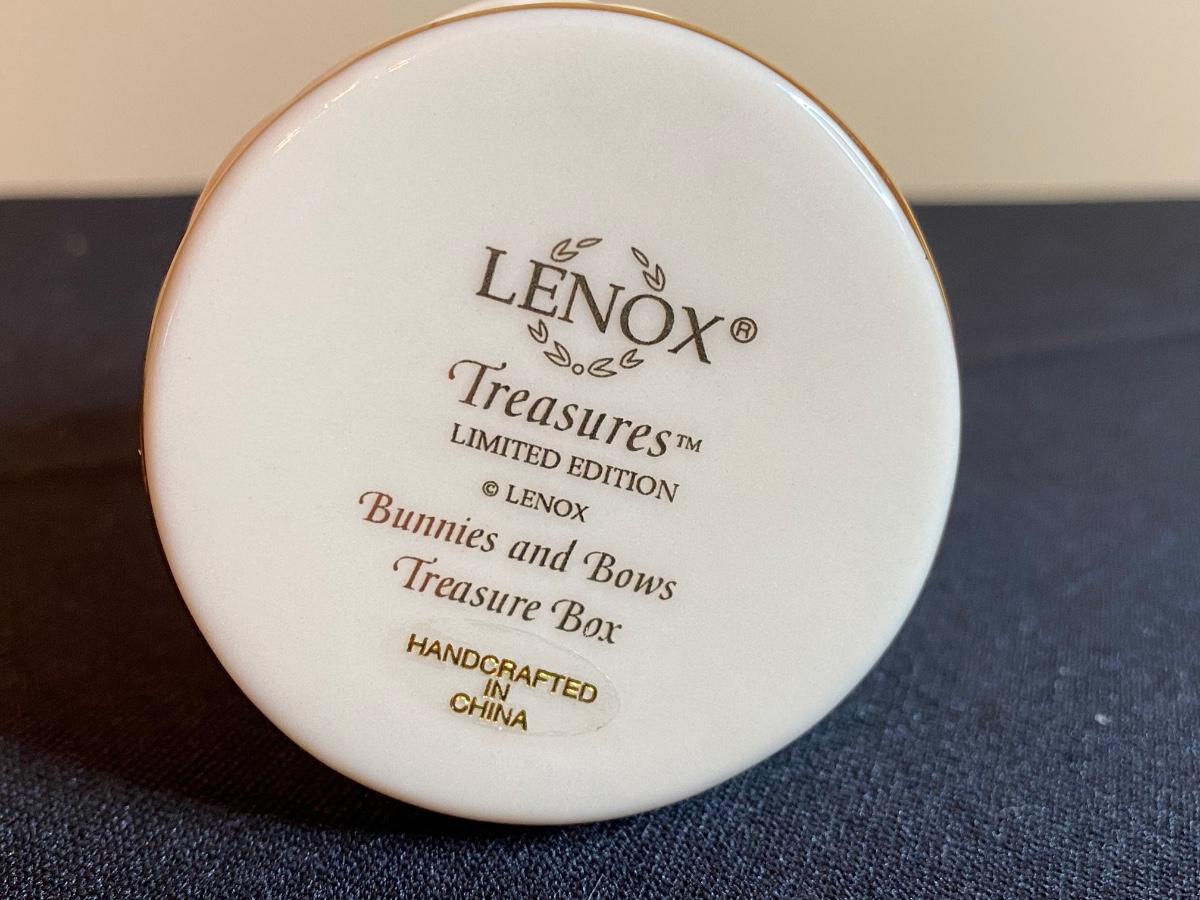 LENOX®
Treasures™
LIMITED EDITION
© LENOX
Bunnies and Bows
Treasure Box
HANDCRAFTED
IN
CHINA